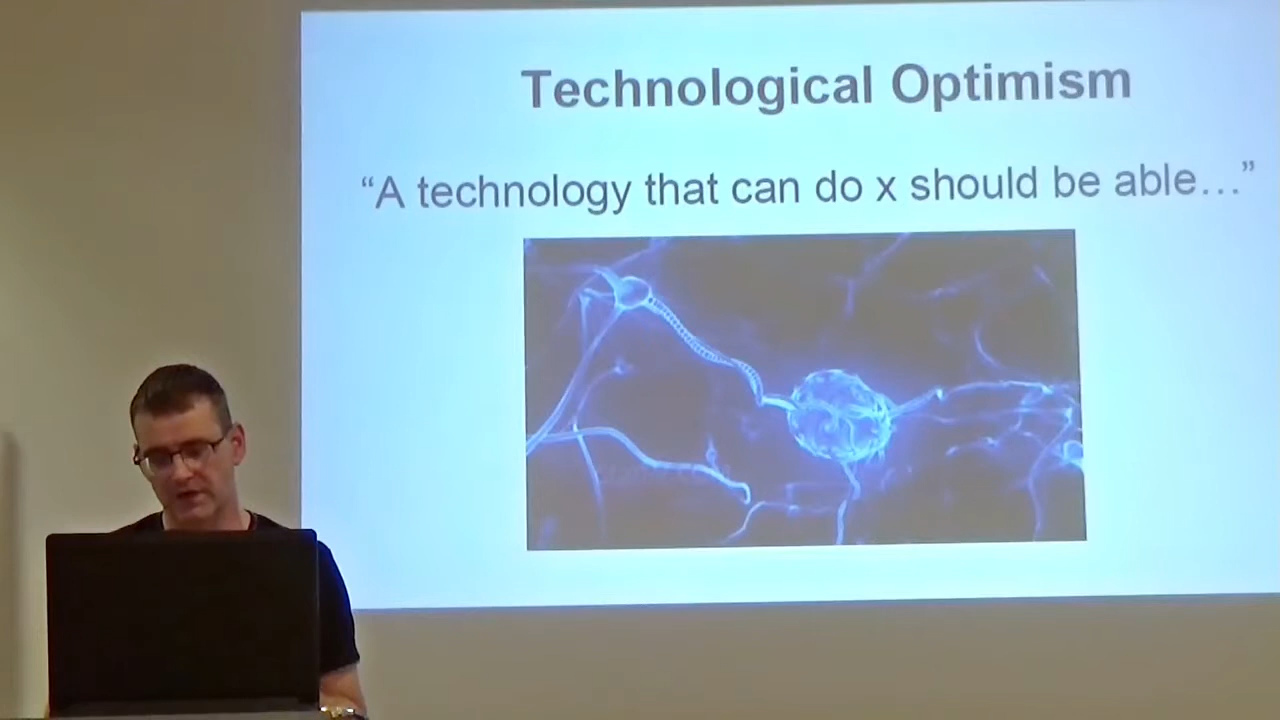 Technological Optimism
“A technology that can do x should be able…”